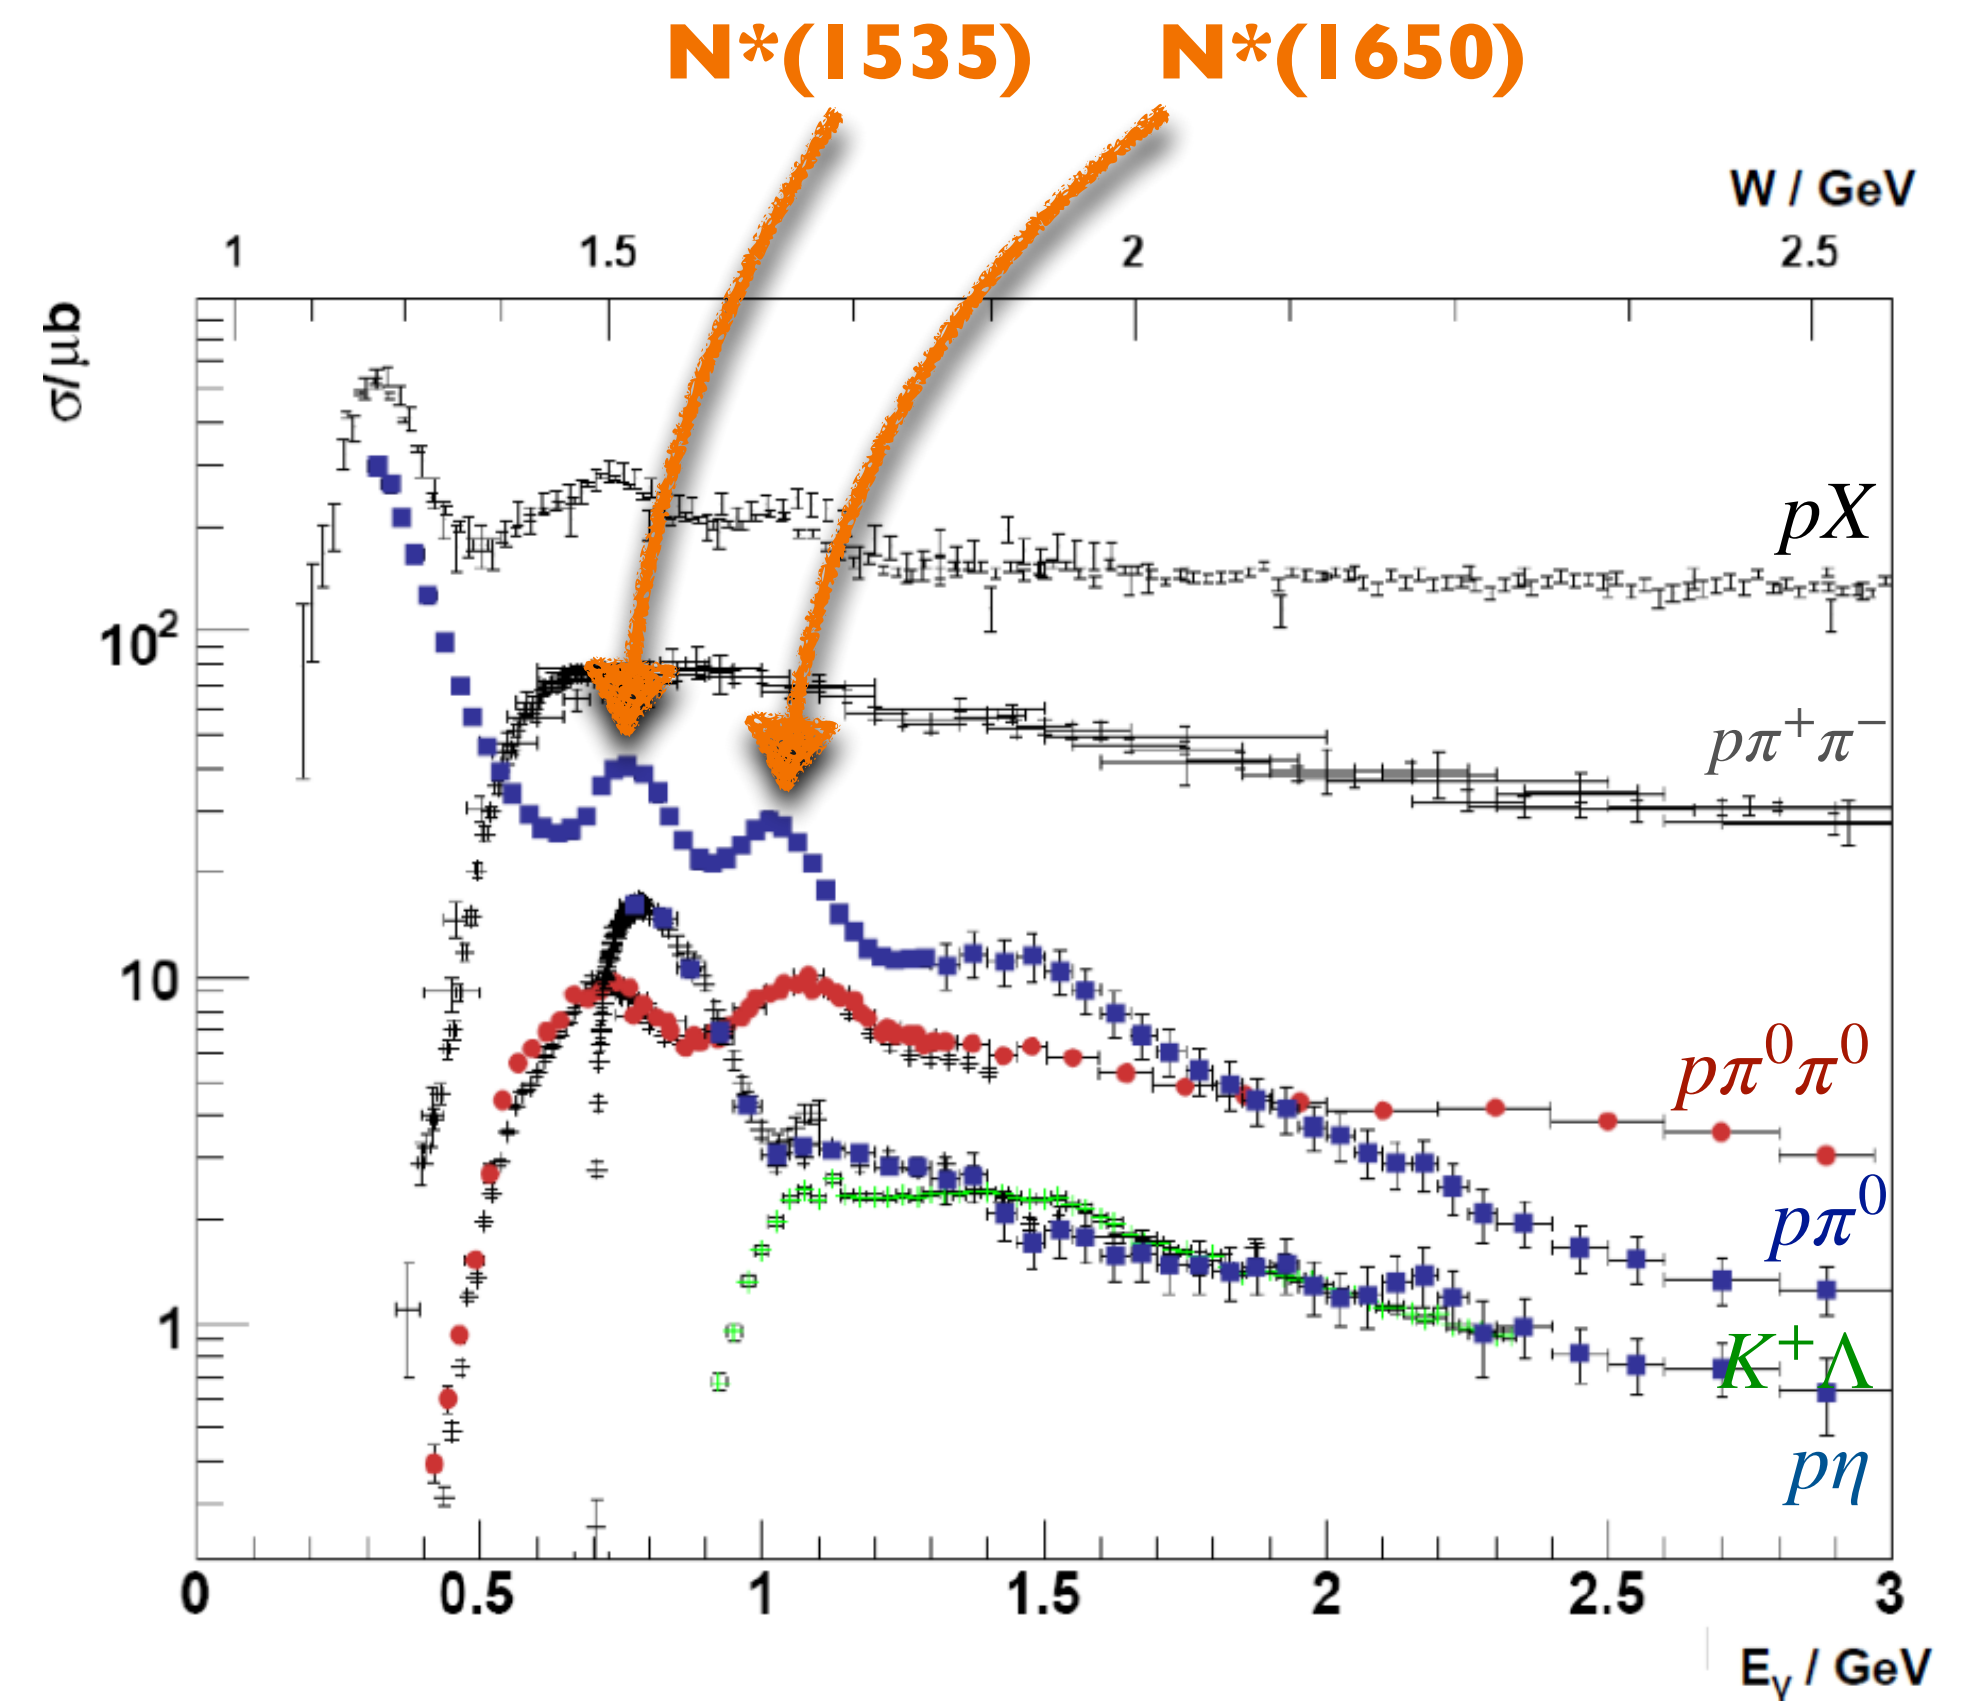 N*(1535) N*(1650)
W / GeV
1 1.5 2 2.5
σ/μb
pX
10²
pπ⁺π⁻
10
pπ⁰π⁰
pπ⁰
1
K⁺Λ
pη
0 0.5 1 1.5 2 2.5 3
Eγ / GeV